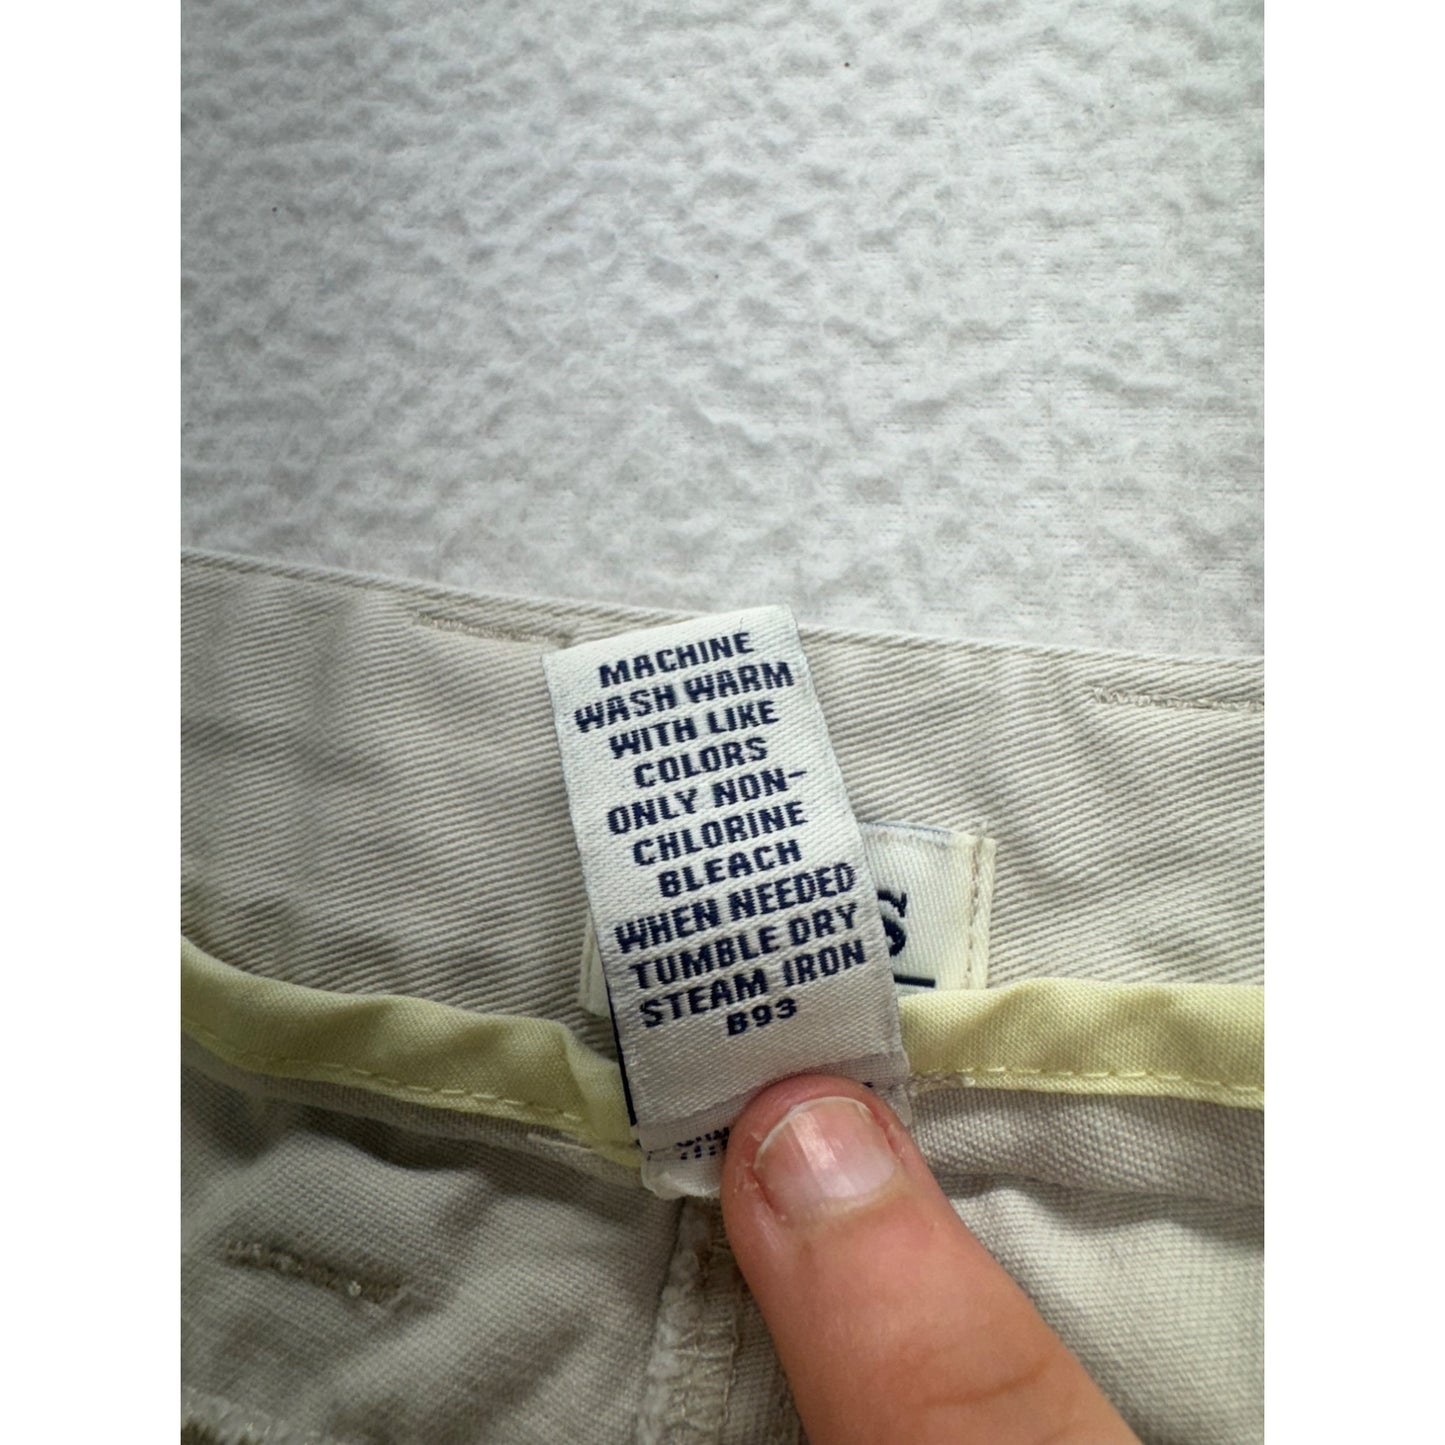 MACHINE
WASH WARM
WITH LIKE
COLORS
ONLY NON-
CHLORINE
BLEACH
WHEN NEEDED
TUMBLE DRY
STEAM IRON
B93
S